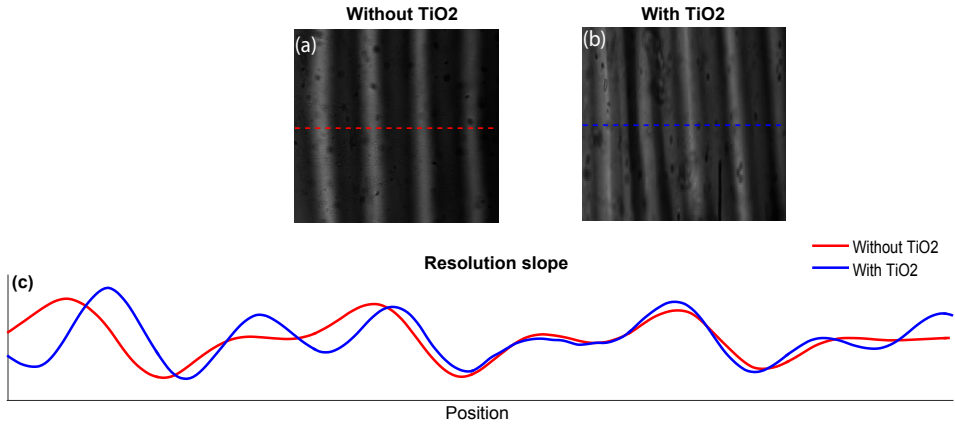 Without TiO2
With TiO2
(a)
(b)
(c)
Resolution slope
Without TiO2
With TiO2
Position